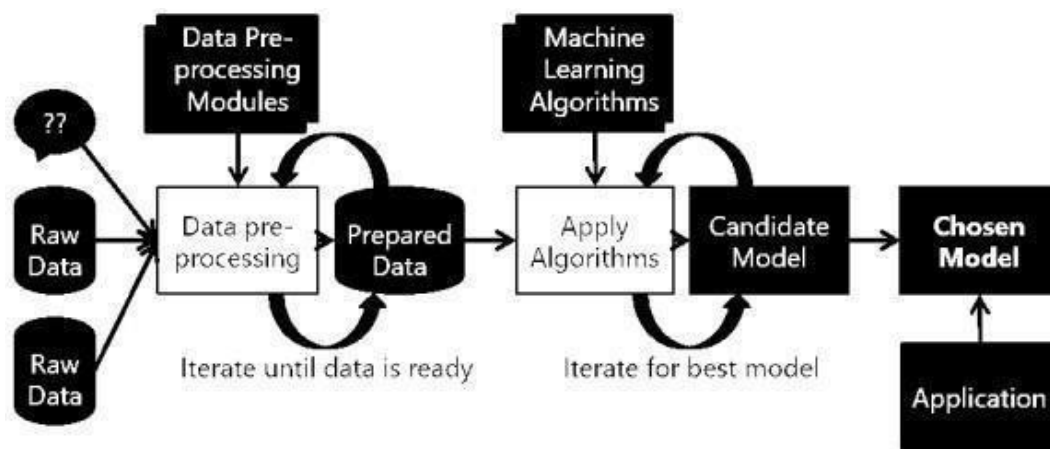 Data Pre-
processing
Modules
Machine
Learning
Algorithms
??
Raw
Data
Data pre-
processing
Prepared
Data
Apply
Algorithms
Candidate
Model
Chosen
Model
Raw
Data
Iterate until data is ready
Iterate for best model
Application